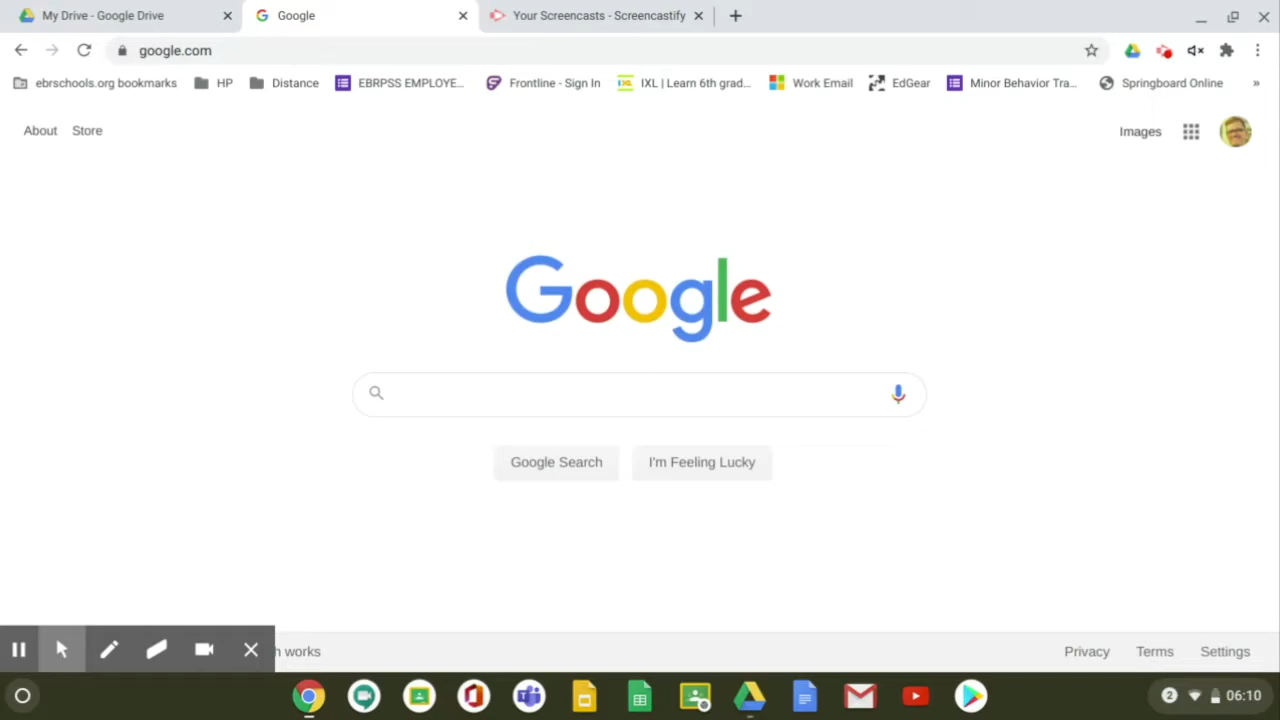 My Drive - Google Drive
Google
Your Screencasts - Screencastify
google.com
ebrschools.org bookmarks
HP
Distance
EBRPSS EMPLOYE...
Frontline - Sign In
IXL | Learn 6th grad...
Work Email
EdGear
Minor Behavior Tra...
Springboard Online
»
About
Store
Images
Google
Google Search
I'm Feeling Lucky
h works
Privacy
Terms
Settings
2
06:10